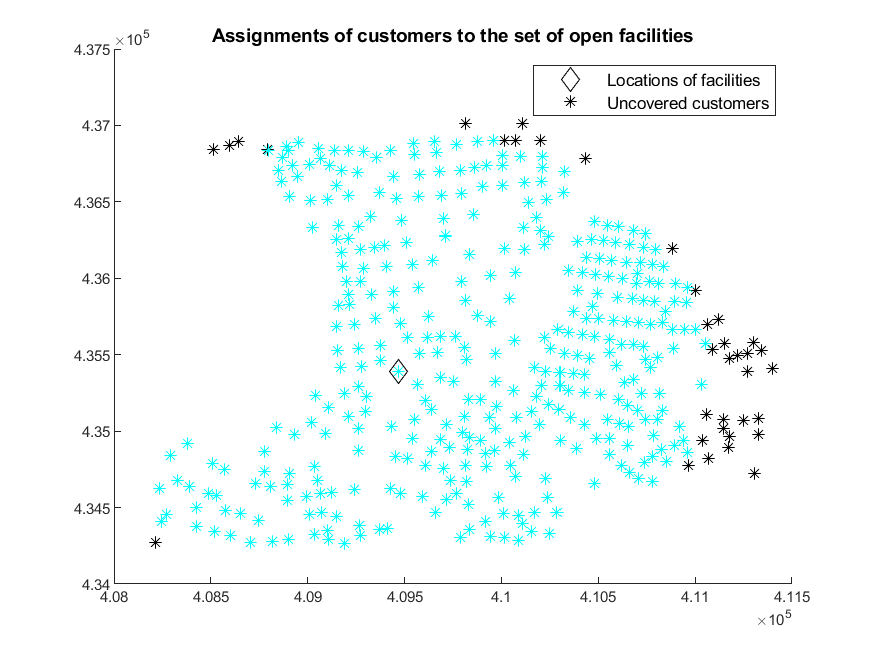 Assignments of customers to the set of open facilities
×10^5
4.375
4.37
4.365
4.36
4.355
4.35
4.345
4.34
Locations of facilities
Uncovered customers
4.08 4.085 4.09 4.095 4.1 4.105 4.11 4.115
×10^5